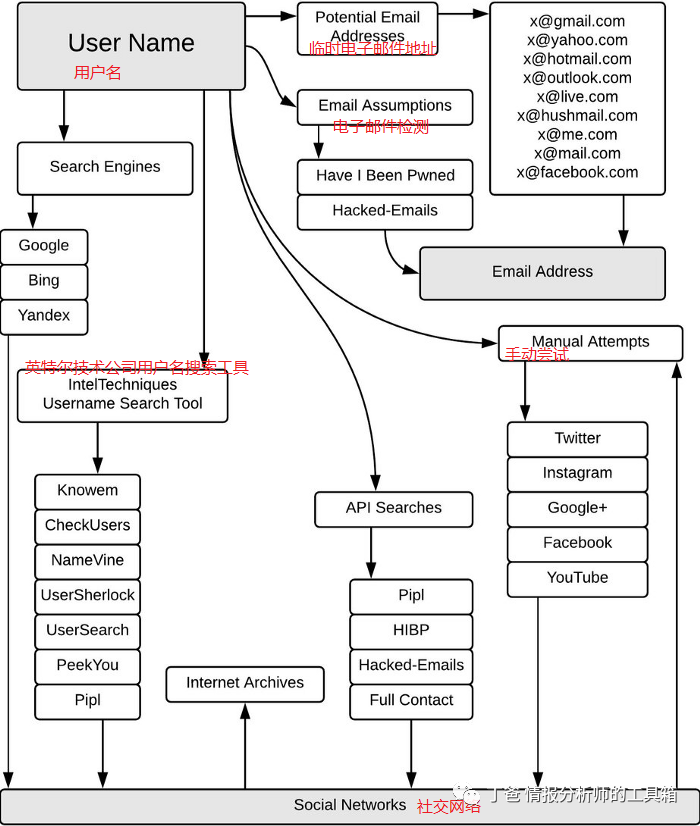 User Name
用户名
Potential Email
Addresses
临时电子邮件地址
x@gmail.com
x@yahoo.com
x@hotmail.com
x@outlook.com
x@live.com
x@hushmail.com
x@me.com
x@mail.com
x@facebook.com
Email Assumptions
电子邮件检测
Search Engines
Have I Been Pwned
Hacked-Emails
Google
Bing
Yandex
Email Address
Manual Attempts
手动尝试
英特尔技术公司用户名搜索工具
IntelTechniques
Username Search Tool
Twitter
Instagram
Google+
Facebook
YouTube
Knowem
CheckUsers
NameVine
UserSherlock
UserSearch
PeekYou
Pipl
API Searches
Pipl
HIBP
Hacked-Emails
Full Contact
Internet Archives
Social Networks
社交网络
丁爸 情报分析师的工具箱